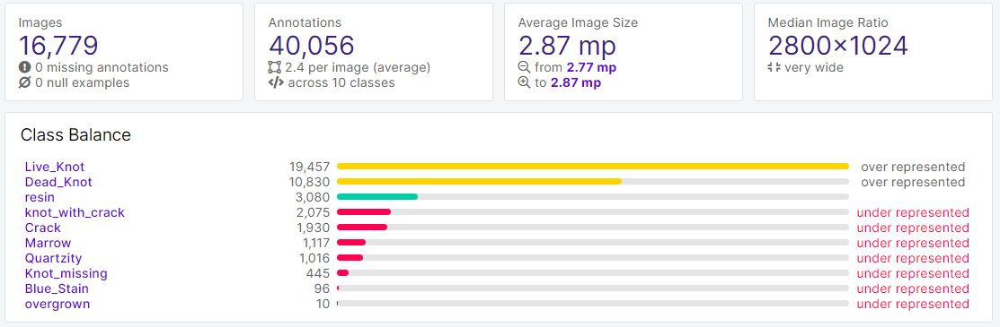 Images
16,779
0 missing annotations
0 null examples
Annotations
40,056
2.4 per image (average)
across 10 classes
Average Image Size
2.87 mp
from 2.77 mp
to 2.87 mp
Median Image Ratio
2800×1024
very wide
Class Balance
Live_Knot 19,457 over represented
Dead_Knot 10,830 over represented
resin 3,080
knot_with_crack 2,075 under represented
Crack 1,930 under represented
Marrow 1,117 under represented
Quartzity 1,016 under represented
Knot_missing 445 under represented
Blue_Stain 96 under represented
overgrown 10 under represented